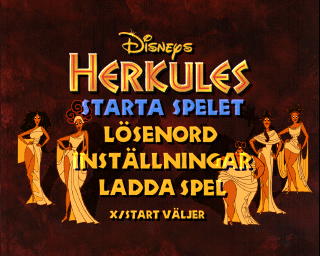 Disney's
HERKULES
STARTA SPELET
LÖSENORD
INSTÄLLNINGAR
LADDA SPEL
X/START VÄLJER